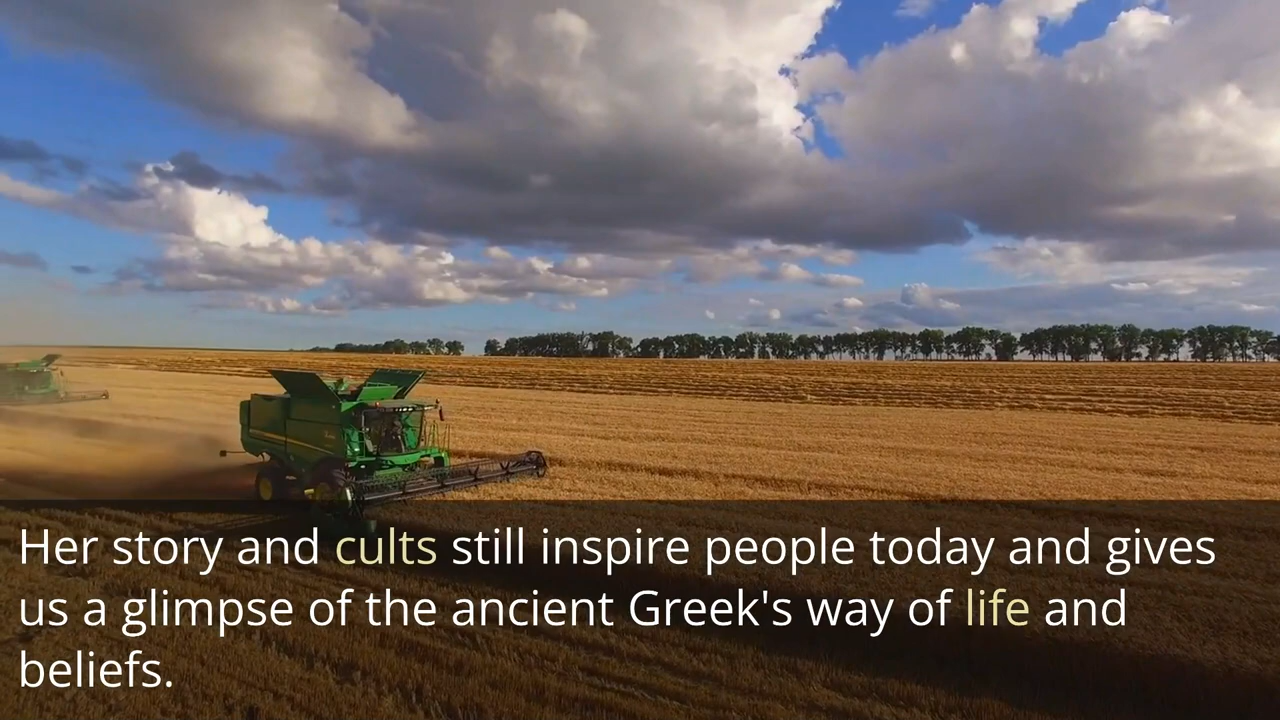 Her story and cults still inspire people today and gives
us a glimpse of the ancient Greek's way of life and
beliefs.